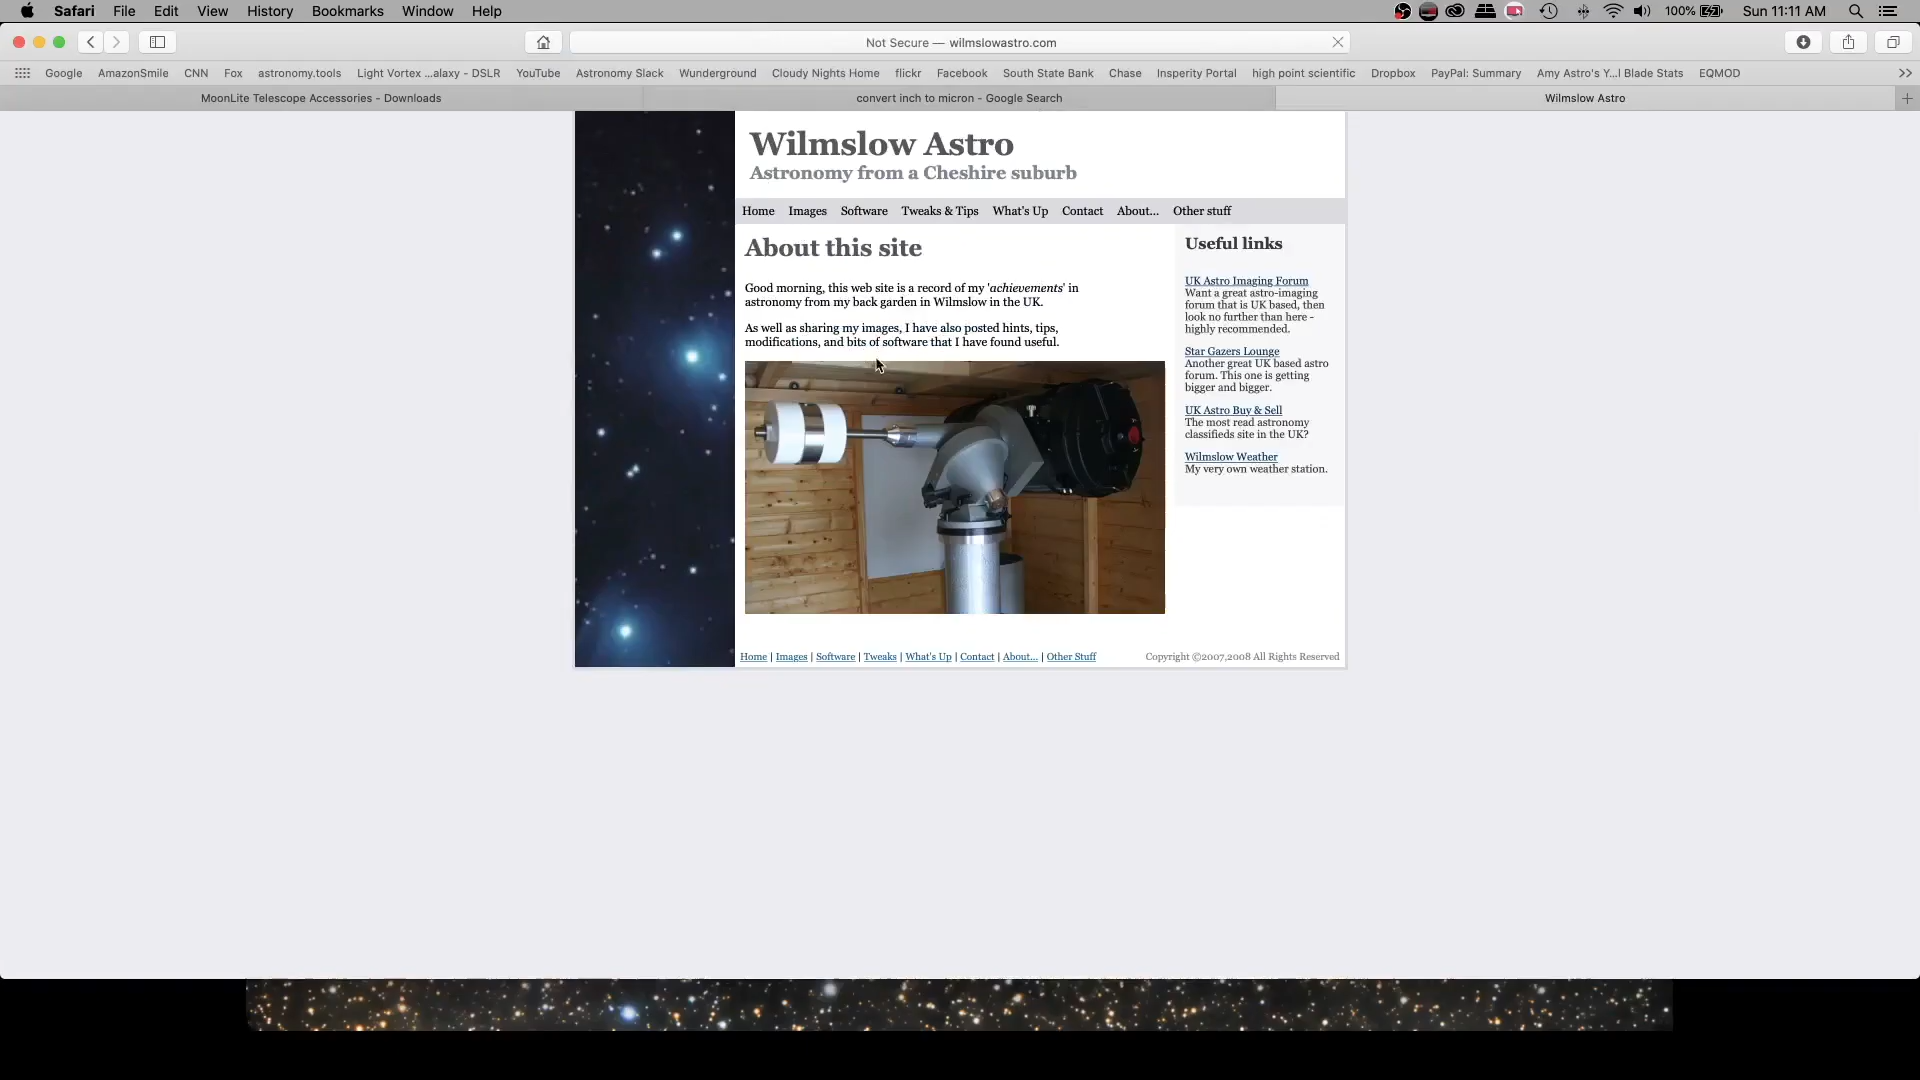 Safari File Edit View History Bookmarks Window Help 100% Sun 11:11 AM
Not Secure — wilmslowastro.com
Google AmazonSmile CNN Fox astronomy.tools Light Vortex ...alaxy - DSLR YouTube Astronomy Slack Wunderground Cloudy Nights Home flickr Facebook South State Bank Chase Insperity Portal high point scientific Dropbox PayPal: Summary Amy Astro's Y...l Blade Stats EQMOD
MoonLite Telescope Accessories - Downloads
convert inch to micron - Google Search
Wilmslow Astro
Wilmslow Astro
Astronomy from a Cheshire suburb
Home Images Software Tweaks & Tips What's Up Contact About... Other stuff
About this site
Good morning, this web site is a record of my 'achievements' in
astronomy from my back garden in Wilmslow in the UK.
As well as sharing my images, I have also posted hints, tips,
modifications, and bits of software that I have found useful.
Useful links
UK Astro Imaging Forum
Want a great astro-imaging
forum that is UK based, then
look no further than here -
highly recommended.
Star Gazers Lounge
Another great UK based astro
forum. This one is getting
bigger and bigger.
UK Astro Buy & Sell
The most read astronomy
classifieds site in the UK?
Wilmslow Weather
My very own weather station.
Home | Images | Software | Tweaks | What's Up | Contact | About... | Other Stuff
Copyright ©2007,2008 All Rights Reserved